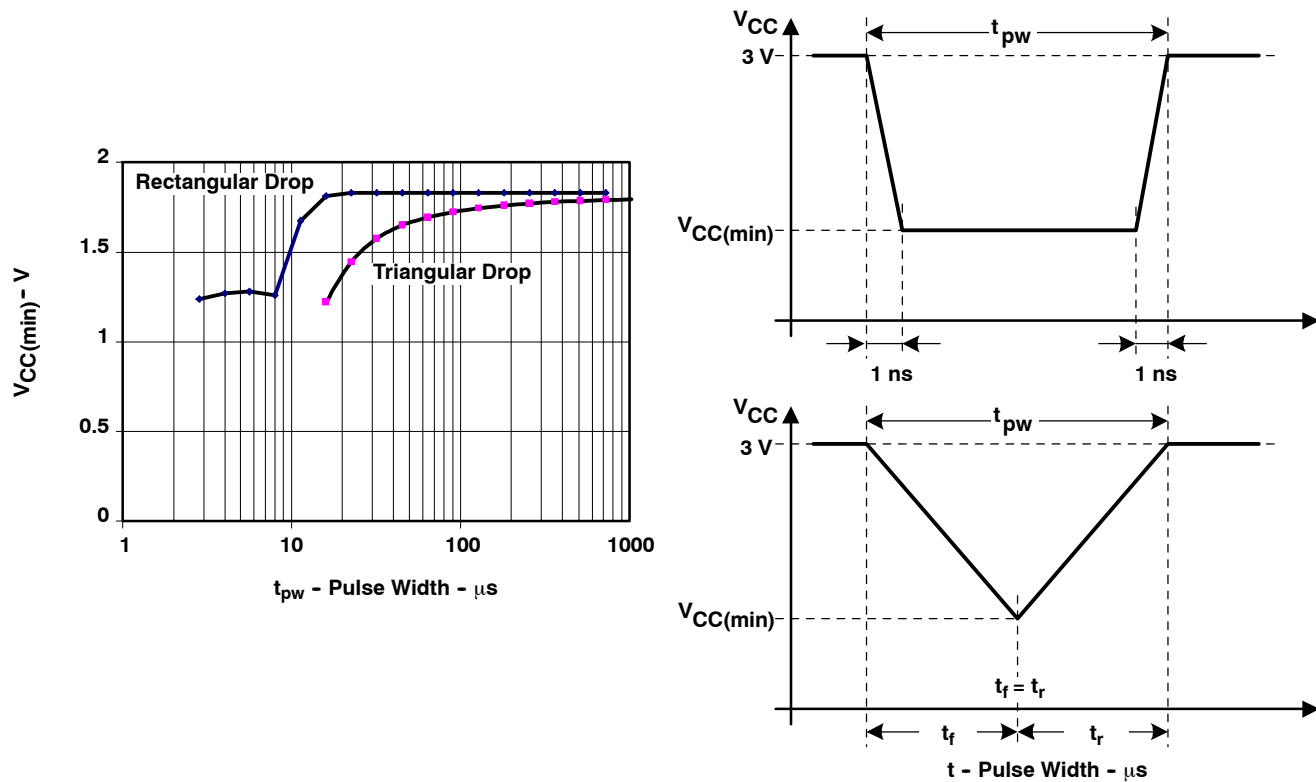 2
1.5
1
0.5
0
VCC(min) - V
Rectangular Drop
Triangular Drop
1
10
100
1000
tpw - Pulse Width - μs
VCC
tpw
3 V
VCC(min)
1 ns
1 ns
VCC
tpw
3 V
VCC(min)
tf = tr
tf
tr
t - Pulse Width - μs